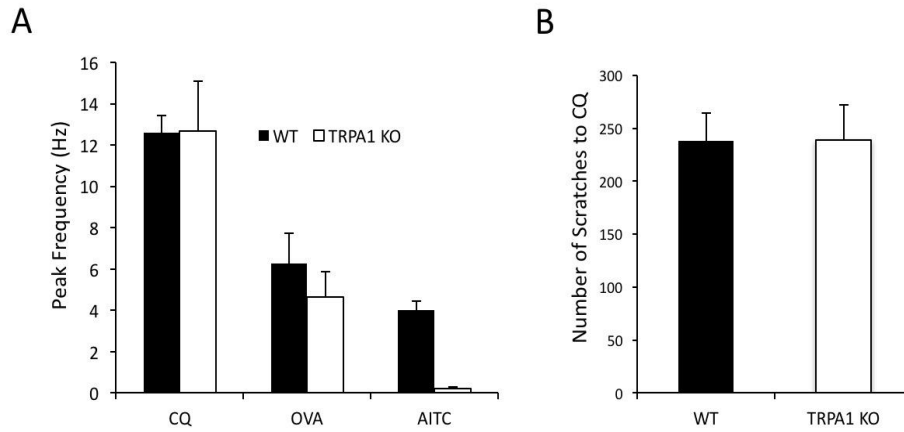 A
Peak Frequency (Hz)
16
14
12
10
8
6
4
2
0
WT TRPA1 KO
CQ OVA AITC
B
Number of Scratches to CQ
300
250
200
150
100
50
0
WT TRPA1 KO